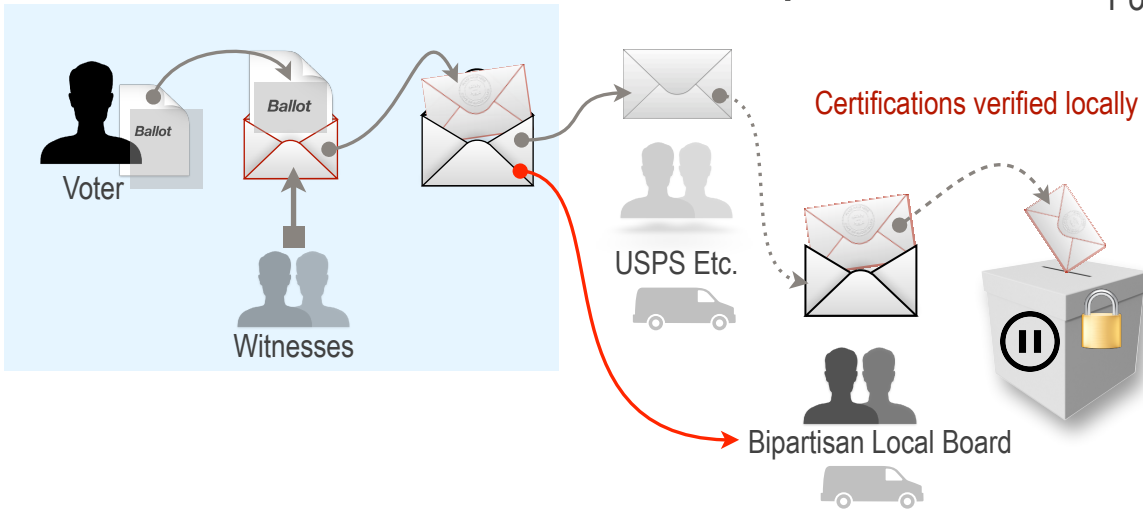 Certifications verified locally
Ballot
Ballot
Voter
USPS Etc.
Witnesses
Bipartisan Local Board